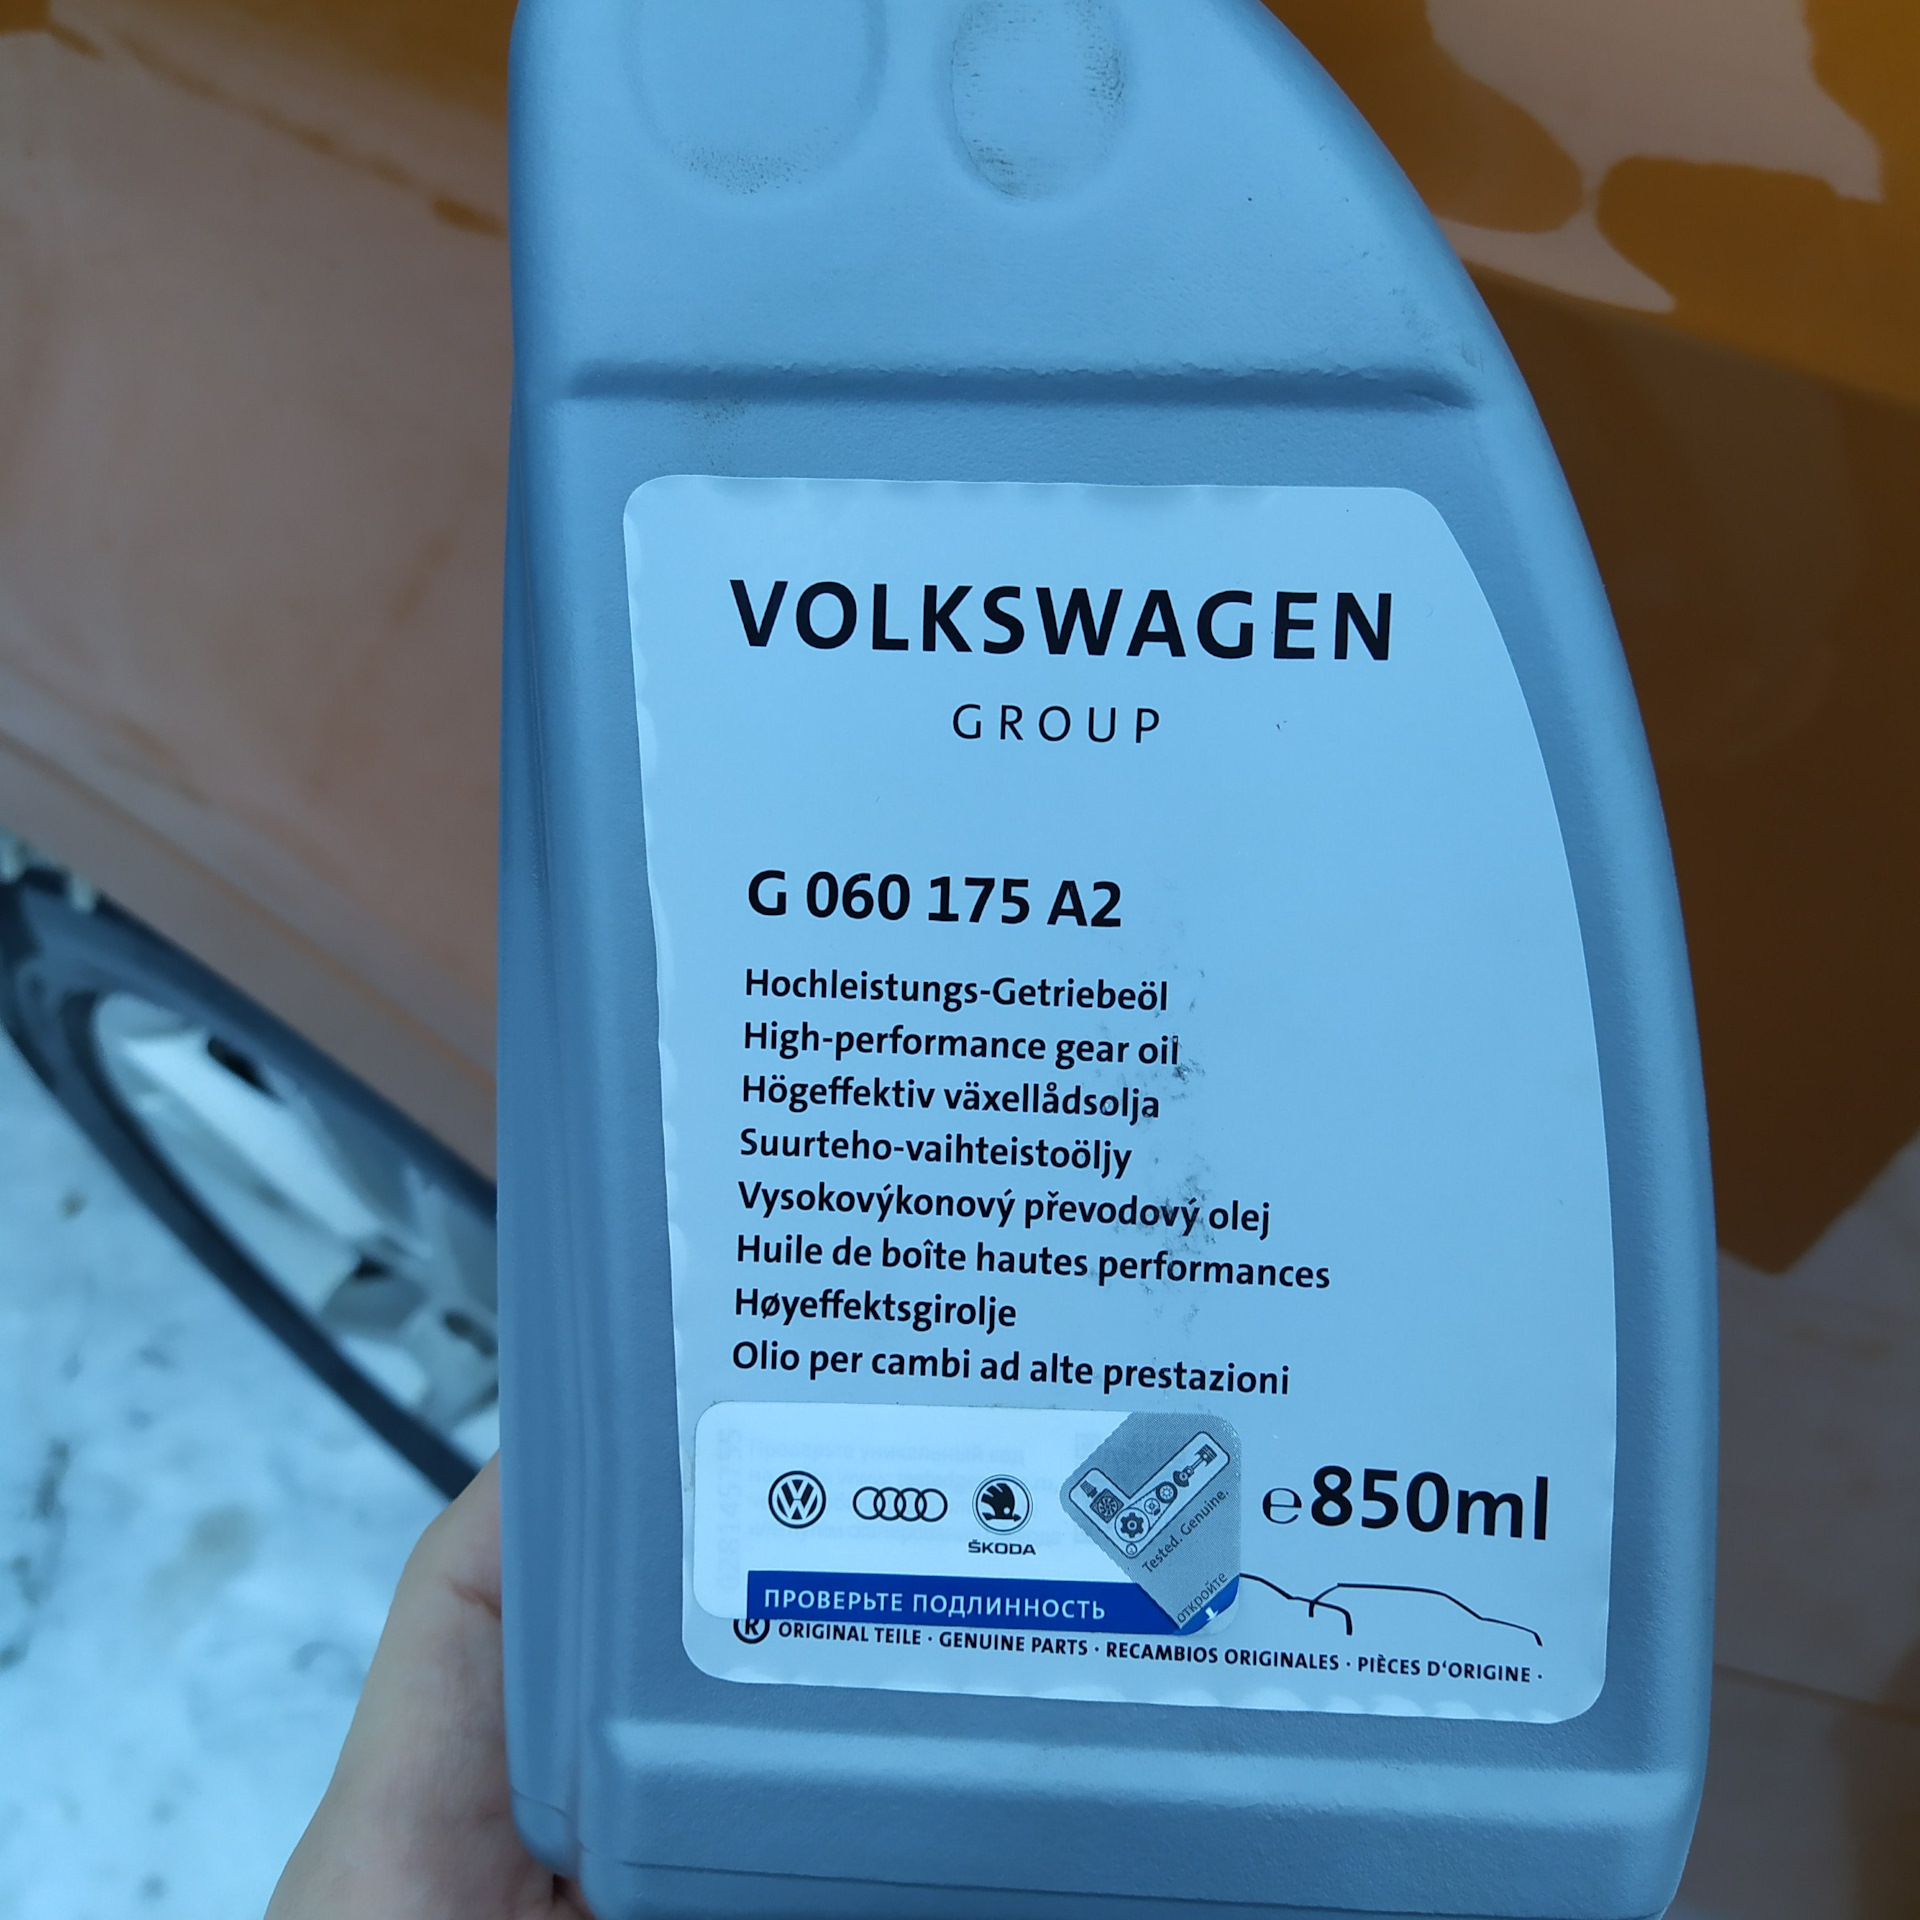 VOLKSWAGEN
GROUP
G 060 175 A2
Hochleistungs-Getriebeöl
High-performance gear oil
Högeffektiv växellådsolja
Suurteho-vaihteistoöljy
Vysokovýkonový převodový olej
Huile de boîte hautes performances
Høyeffektsgirolje
Olio per cambi ad alte prestazioni
ŠKODA
Tested. Genuine.
откройте
℮850ml
ПРОВЕРЬТЕ ПОДЛИННОСТЬ
® ORIGINAL TEILE · GENUINE PARTS · RECAMBIOS ORIGINALES · PIÈCES D'ORIGINE ·